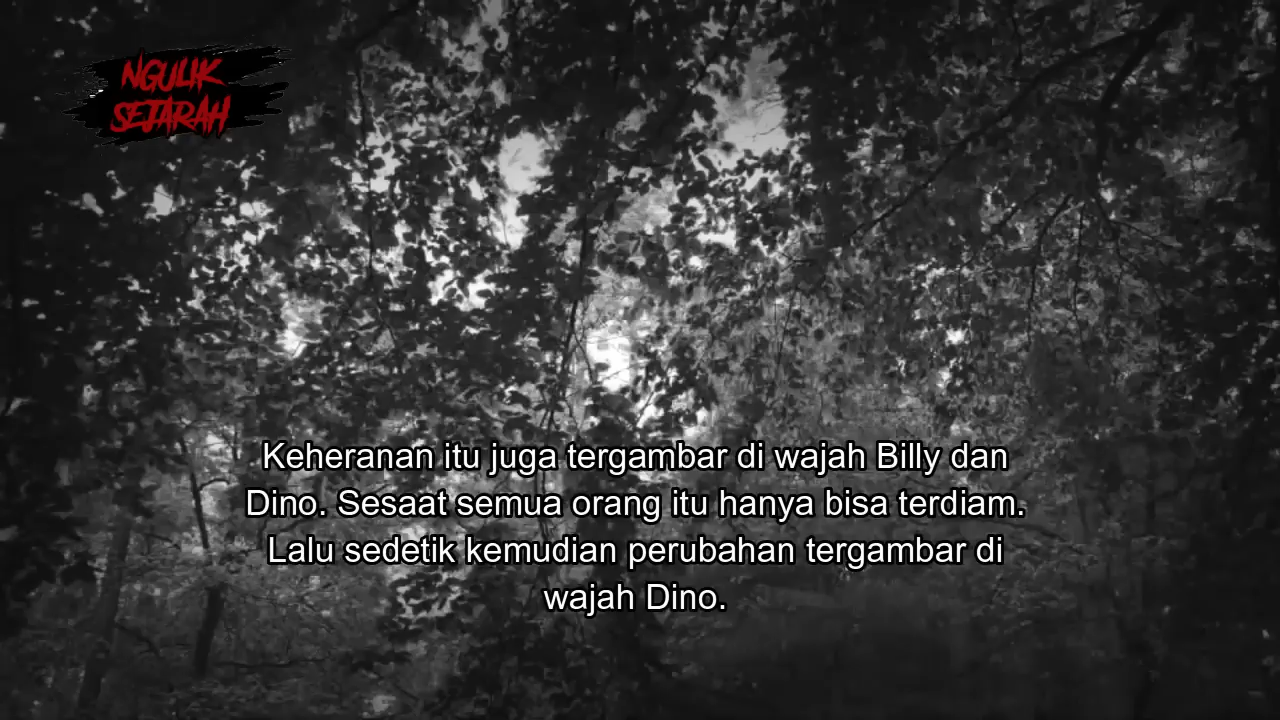 NGULIK
SEJARAH
Keheranan itu juga tergambar di wajah Billy dan
Dino. Sesaat semua orang itu hanya bisa terdiam.
Lalu sedetik kemudian perubahan tergambar di
wajah Dino.